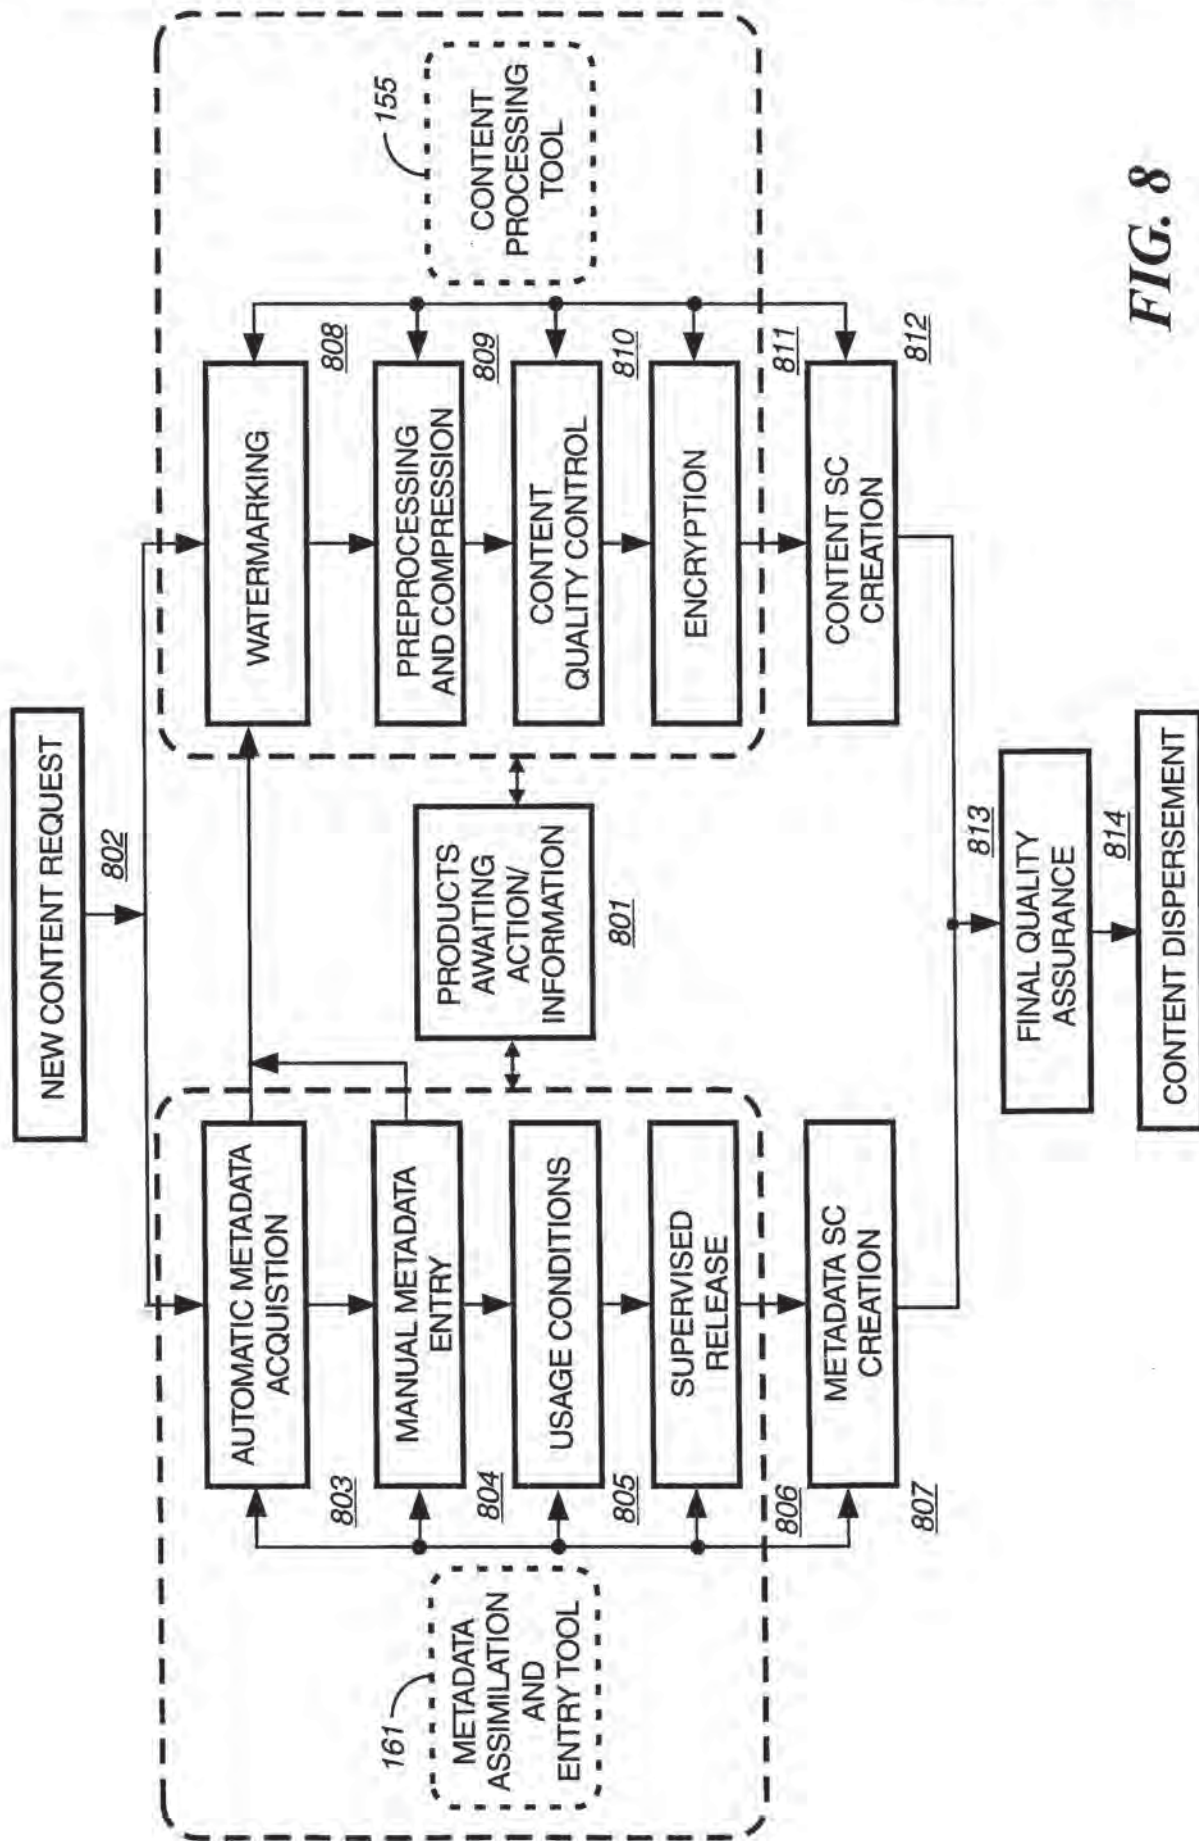 NEW CONTENT REQUEST
802
AUTOMATIC METADATA
ACQUISTION
803
WATERMARKING
808
161
METADATA
ASSIMILATION
AND
ENTRY TOOL
MANUAL METADATA
ENTRY
804
PRODUCTS
AWAITING
ACTION/
INFORMATION
801
PREPROCESSING
AND COMPRESSION
809
155
CONTENT
PROCESSING
TOOL
USAGE CONDITIONS
805
CONTENT
QUALITY CONTROL
810
SUPERVISED
RELEASE
806
ENCRYPTION
811
METADATA SC
CREATION
807
CONTENT SC
CREATION
812
FINAL QUALITY
ASSURANCE
813
CONTENT DISPERSEMENT
814
FIG. 8